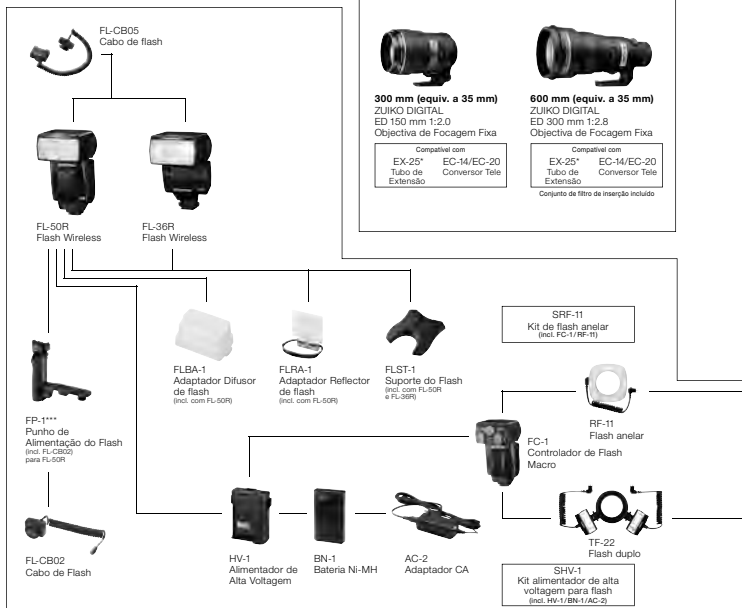 FL-CB05
Cabo de flash
300 mm (equiv. a 35 mm)
ZUIKO DIGITAL
ED 150 mm 1:2.0
Objectiva de Focagem Fixa
Compatível com
EX-25*
Tubo de
Extensão
EC-14/EC-20
Conversor Tele
600 mm (equiv. a 35 mm)
ZUIKO DIGITAL
ED 300 mm 1:2.8
Objectiva de Focagem Fixa
Compatível com
EX-25*
Tubo de
Extensão
EC-14/EC-20
Conversor Tele
Conjunto de filtro de inserção incluído
FL-50R
Flash Wireless
FL-36R
Flash Wireless
FLBA-1
Adaptador Difusor
de flash
(incl. com FL-50R)
FLRA-1
Adaptador Reflector
de flash
(incl. com FL-50R)
FLST-1
Suporte do Flash
(incl. com FL-50R
e FL-36R)
SRF-11
Kit de flash anelar
(incl. FC-1/RF-11)
RF-11
Flash anelar
FP-1***
Punho de
Alimentação do Flash
(incl. FL-CB02)
para FL-50R
FC-1
Controlador de Flash
Macro
FL-CB02
Cabo de Flash
HV-1
Alimentador de
Alta Voltagem
BN-1
Bateria Ni-MH
AC-2
Adaptador CA
TF-22
Flash duplo
SHV-1
Kit alimentador de alta
voltagem para flash
(incl. HV-1/BN-1/AC-2)